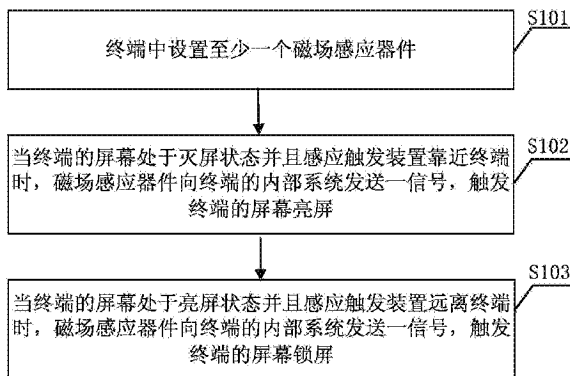 S101
终端中设置至少一个磁场感应器件
S102
当终端的屏幕处于灭屏状态并且感应触发装置靠近终端
时，磁场感应器件向终端的内部系统发送一信号，触发
终端的屏幕亮屏
S103
当终端的屏幕处于亮屏状态并且感应触发装置远离终端
时，磁场感应器件向终端的内部系统发送一信号，触发
终端的屏幕锁屏